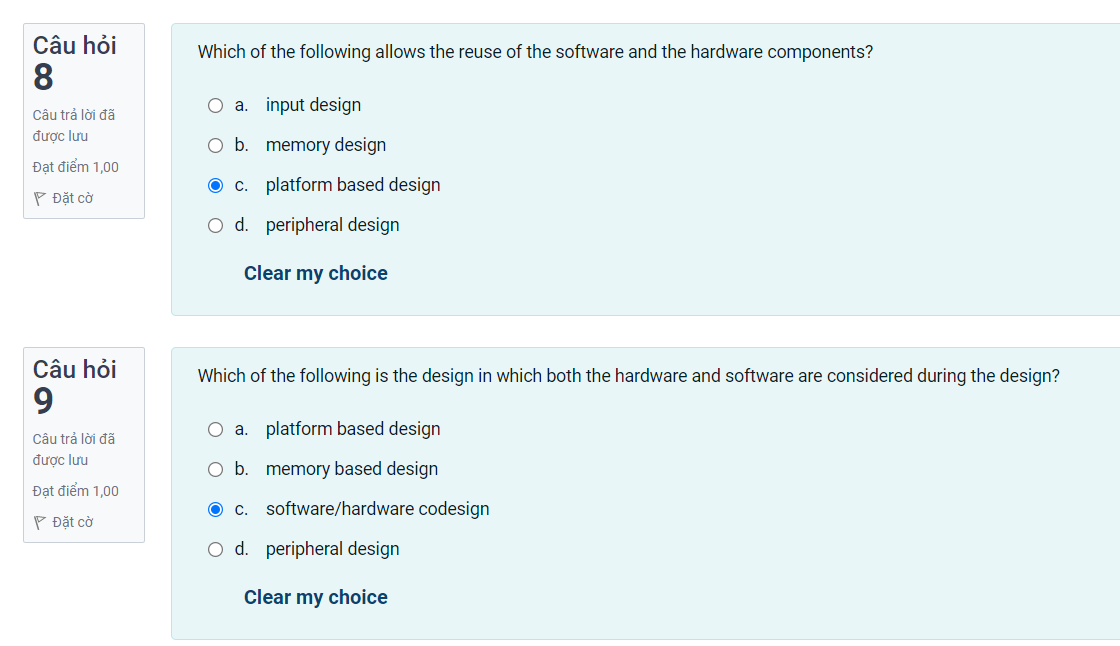 Câu hỏi
8
Câu trả lời đã
được lưu
Đạt điểm 1,00
Đặt cờ
Which of the following allows the reuse of the software and the hardware components?
a. input design
b. memory design
c. platform based design
d. peripheral design
Clear my choice
Câu hỏi
9
Câu trả lời đã
được lưu
Đạt điểm 1,00
Đặt cờ
Which of the following is the design in which both the hardware and software are considered during the design?
a. platform based design
b. memory based design
c. software/hardware codesign
d. peripheral design
Clear my choice